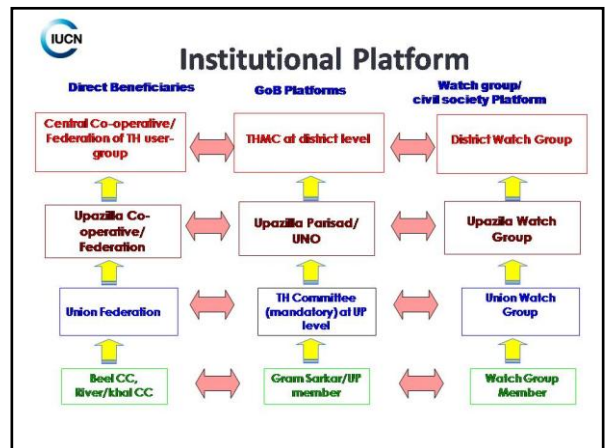 IUCN
Institutional Platform
Direct Beneficiaries
GoB Platforms
Watch group/
civil society Platform
Central Co-operative/
Federation of TH user-
group
THMC at district level
District Watch Group
Upazilla Co-
operative/
Federation
Upazilla Parisad/
UNO
Upazila Watch
Group
Union Federation
TH Committee
(mandatory) at UP
level
Union Watch
Group
Beel CC,
River/khal CC
Gram Sarkar/UP
member
Watch Group
Member